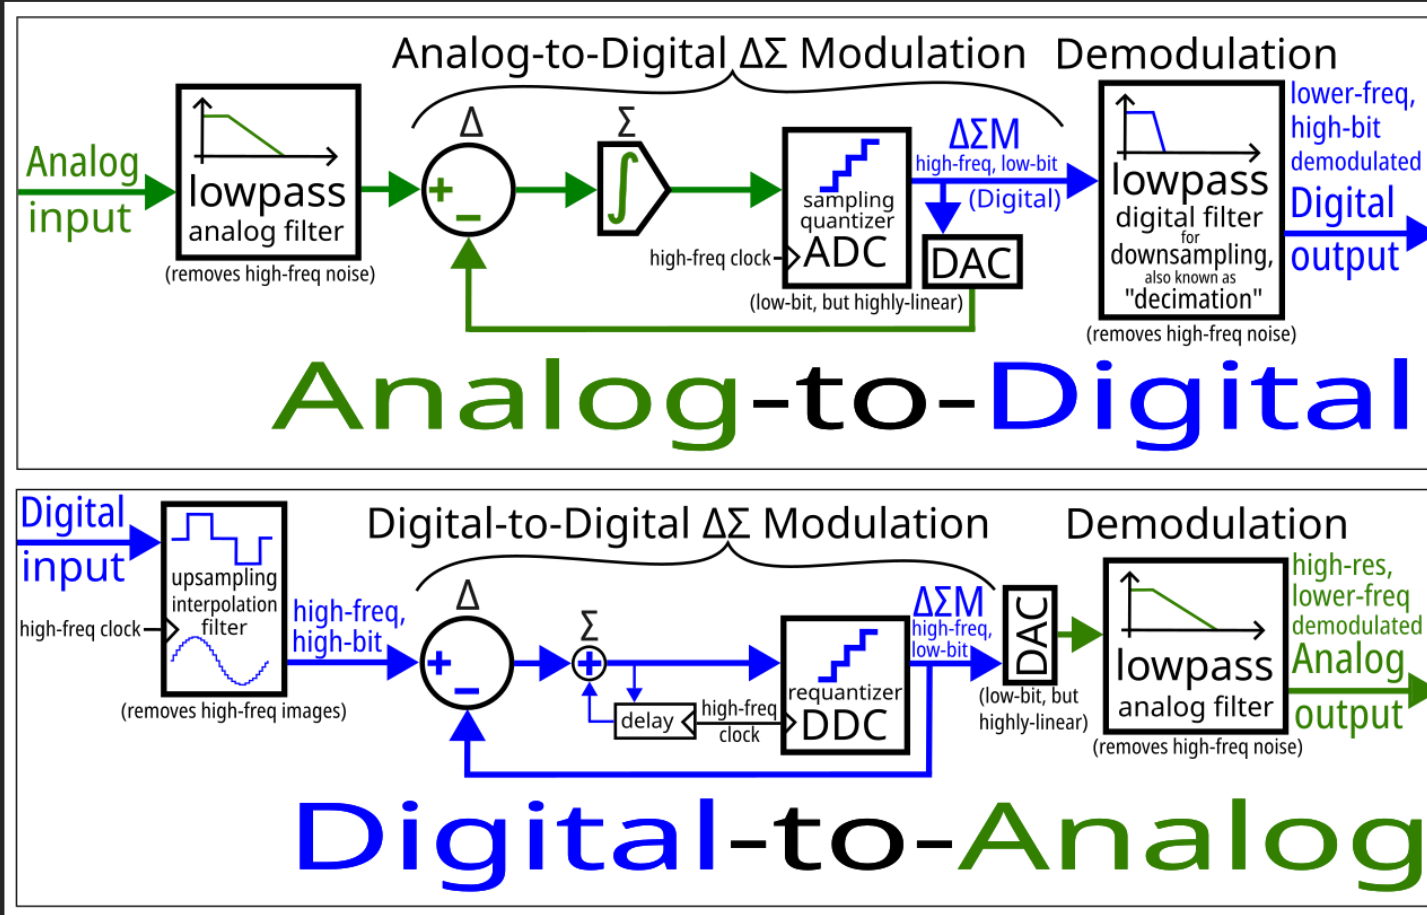 Analog-to-Digital ΔΣ Modulation
Demodulation
Analog
input
lowpass
analog filter
(removes high-freq noise)
Δ
+
−
Σ
∫
sampling
quantizer
ADC
high-freq clock
(low-bit, but highly-linear)
ΔΣM
high-freq, low-bit
(Digital)
DAC
lowpass
digital filter
for
downsampling,
also known as
"decimation"
(removes high-freq noise)
lower-freq,
high-bit
demodulated
Digital
output
Analog-to-Digital
Digital-to-Digital ΔΣ Modulation
Demodulation
Digital
input
high-freq clock
upsampling
interpolation
filter
(removes high-freq images)
high-freq,
high-bit
Δ
+
−
Σ
+
delay
high-freq
clock
requantizer
DDC
ΔΣM
high-freq,
low-bit
DAC
(low-bit, but
highly-linear)
lowpass
analog filter
(removes high-freq noise)
high-res,
lower-freq
demodulated
Analog
output
Digital-to-Analog